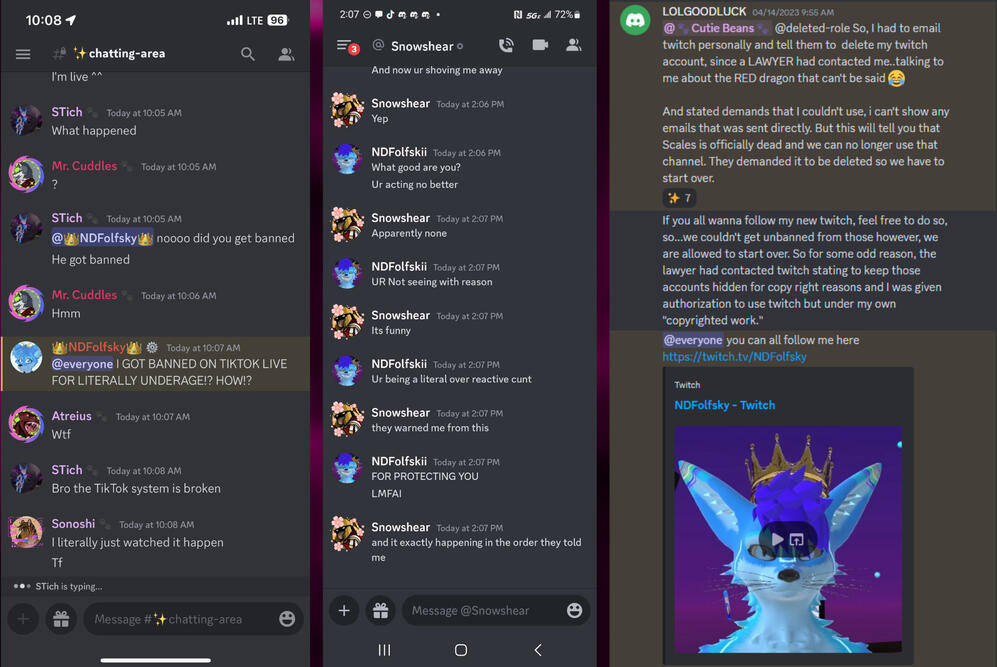 10:08
LTE 96
✨chatting-area
I'm live ^^
STich Today at 10:05 AM
What happened
Mr. Cuddles Today at 10:05 AM
?
STich Today at 10:05 AM
@👑NDFolfsky👑 noooo did you get banned
He got banned
Mr. Cuddles Today at 10:06 AM
Hmm
👑NDFolfsky👑 Today at 10:07 AM
@everyone I GOT BANNED ON TIKTOK LIVE
FOR LITERALLY UNDERAGE!? HOW!?
Atreius Today at 10:07 AM
Wtf
STich Today at 10:08 AM
Bro the TikTok system is broken
Sonoshi Today at 10:08 AM
I literally just watched it happen
Tf
STich is typing...
Message #✨chatting-area
2:07
5G 72%
3
@ Snowshear
And now ur shoving me away
Snowshear Today at 2:06 PM
Yep
NDFolfskii Today at 2:06 PM
What good are you?
Ur acting no better
Snowshear Today at 2:07 PM
Apparently none
NDFolfskii Today at 2:07 PM
UR Not seeing with reason
Snowshear Today at 2:07 PM
Its funny
NDFolfskii Today at 2:07 PM
Ur being a literal over reactive cunt
Snowshear Today at 2:07 PM
they warned me from this
NDFolfskii Today at 2:07 PM
FOR PROTECTING YOU
LMFAI
Snowshear Today at 2:07 PM
and it exactly happening in the order they told
me
Message @Snowshear
LOLGOODLUCK 04/14/2023 9:55 AM
@🐾Cutie Beans🐾 @deleted-role So, I had to email
twitch personally and tell them to delete my twitch
account, since a LAWYER had contacted me..talking to
me about the RED dragon that can't be said 😂
And stated demands that I couldn't use, i can't show any
emails that was sent directly. But this will tell you that
Scales is officially dead and we can no longer use that
channel. They demanded it to be deleted so we have to
start over.
✨ 7
If you all wanna follow my new twitch, feel free to do so,
so...we couldn't get unbanned from those however, we
are allowed to start over. So for some odd reason, the
lawyer had contacted twitch stating to keep those
accounts hidden for copy right reasons and I was given
authorization to use twitch but under my own
"copyrighted work."
@everyone you can all follow me here
https://twitch.tv/NDFolfsky
Twitch
NDFolfsky - Twitch